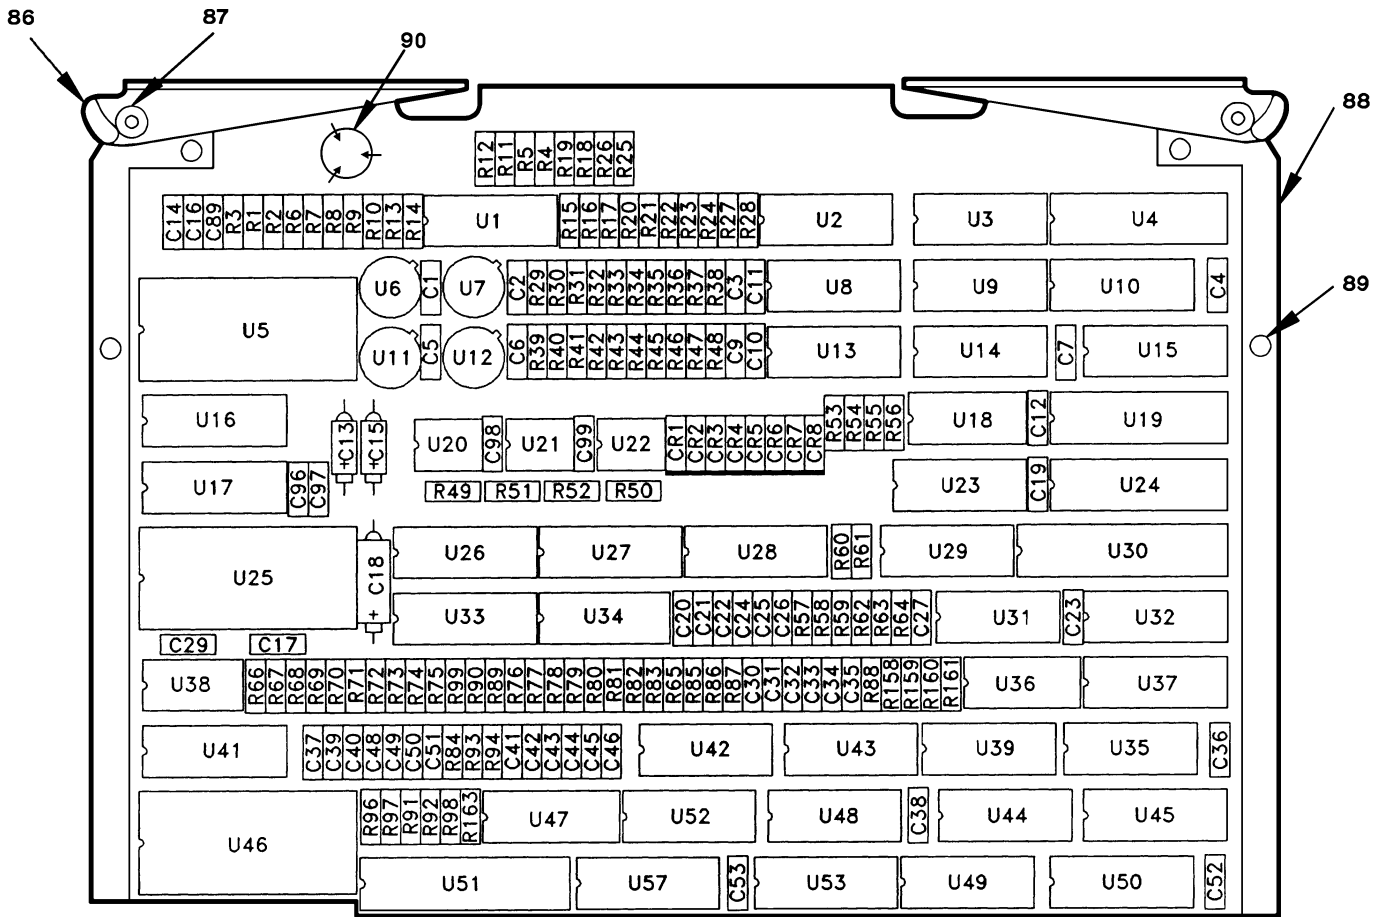 86 87
90
88
89
R12 R11 R5 R4 R19 R18 R26 R25
C14 C16 C89 R3 R1 R2 R6 R7 R8 R9 R10 R13 R14 U1 R15 R16 R17 R20 R21 R22 R23 R24 R27 R28 U2 U3 U4
U5 U6 C1 U7 C2 R29 R30 R31 R32 R33 R34 R35 R36 R37 R38 C3 C11 U8 U9 U10 C4
U11 C5 U12 C6 R39 R40 R41 R42 R43 R44 R45 R46 R47 R48 C9 C10 U13 U14 C7 U15
U16 +C13 +C15 U20 C98 U21 C99 U22 CR1 CR2 CR3 CR4 CR5 CR6 CR7 CR8 R53 R54 R55 R56 U18 C12 U19
U17 C96 C97 R49 R51 R52 R50 U23 C19 U24
U25 C18 + U26 U27 U28 R60 R61 U29 U30
U33 U34 C20 C21 C22 C24 C25 C26 R57 R58 R59 R62 R63 R64 C27 U31 C23 U32
C29 C17
U38 R66 R67 R68 R69 R70 R71 R72 R73 R74 R75 R99 R90 R89 R76 R77 R78 R79 R80 R81 R82 R83 R65 R85 R86 R87 C30 C31 C32 C33 C34 C35 R88 R158 R159 R160 R161 U36 U37
U41 C37 C39 C40 C48 C49 C50 C51 R84 R93 R94 C41 C42 C43 C44 C45 C46 U42 U43 U39 U35 C36
U46 R96 R97 R91 R92 R98 R163 U47 U52 U48 C38 U44 U45
U51 U57 C53 U53 U49 U50 C52